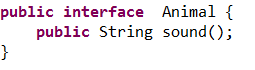 public interface  Animal {
    public String sound();
}